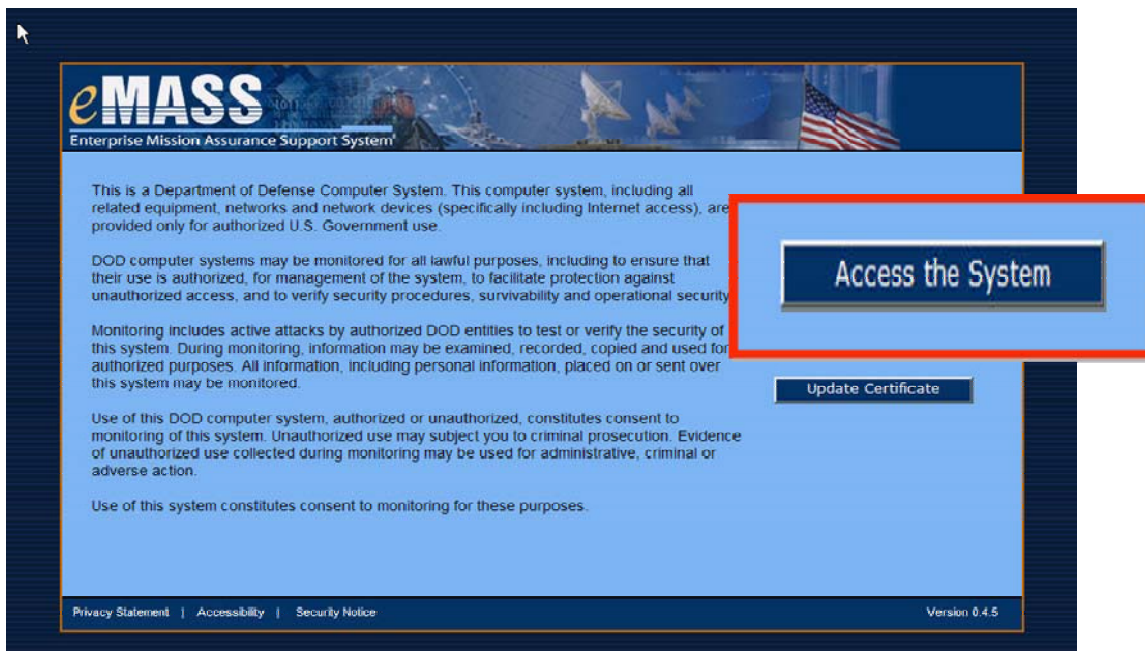 eMASS
Enterprise Mission Assurance Support System
This is a Department of Defense Computer System. This computer system, including all
related equipment, networks and network devices (specifically including Internet access), are
provided only for authorized U.S. Government use.
DOD computer systems may be monitored for all lawful purposes, including to ensure that
their use is authorized, for management of the system, to facilitate protection against
unauthorized access, and to verify security procedures, survivability and operational security
Monitoring includes active attacks by authorized DOD entities to test or verify the security of
this system. During monitoring, information may be examined, recorded, copied and used for
authorized purposes. All information, including personal information, placed on or sent over
this system may be monitored.
Use of this DOD computer system, authorized or unauthorized, constitutes consent to
monitoring of this system. Unauthorized use may subject you to criminal prosecution. Evidence
of unauthorized use collected during monitoring may be used for administrative, criminal or
adverse action.
Use of this system constitutes consent to monitoring for these purposes.
Access the System
Update Certificate
Privacy Statement | Accessibility | Security Notice
Version 0.4.5